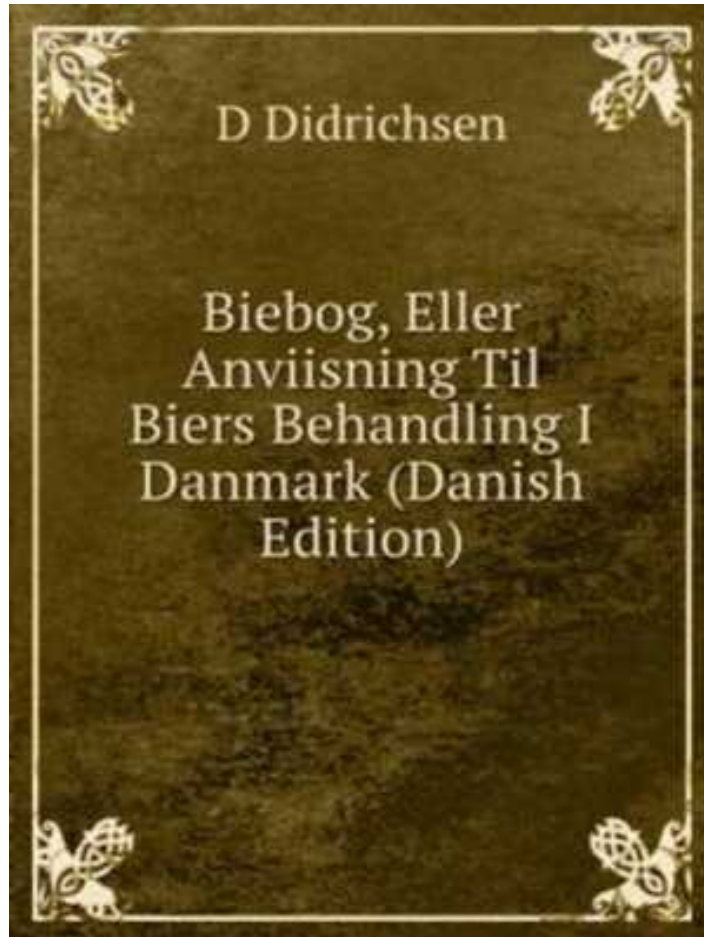 D Didrichsen
Biebog, Eller
Anviisning Til
Biers Behandling I
Danmark (Danish
Edition)